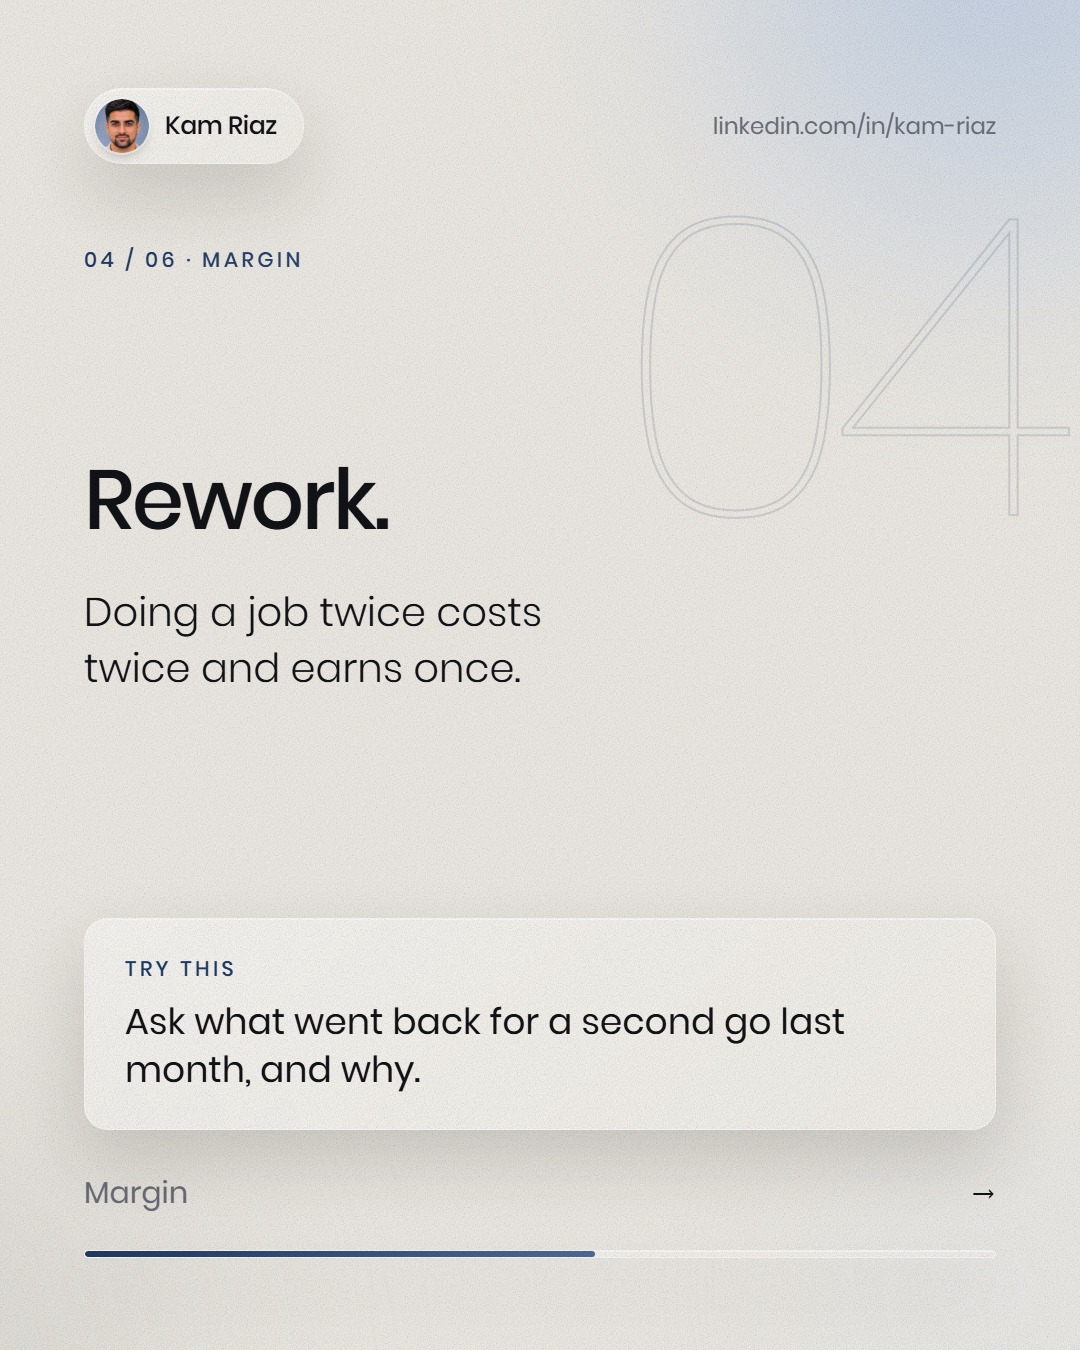 Kam Riaz
linkedin.com/in/kam-riaz
04 / 06 · MARGIN
04
Rework.
Doing a job twice costs
twice and earns once.
TRY THIS
Ask what went back for a second go last
month, and why.
Margin
→